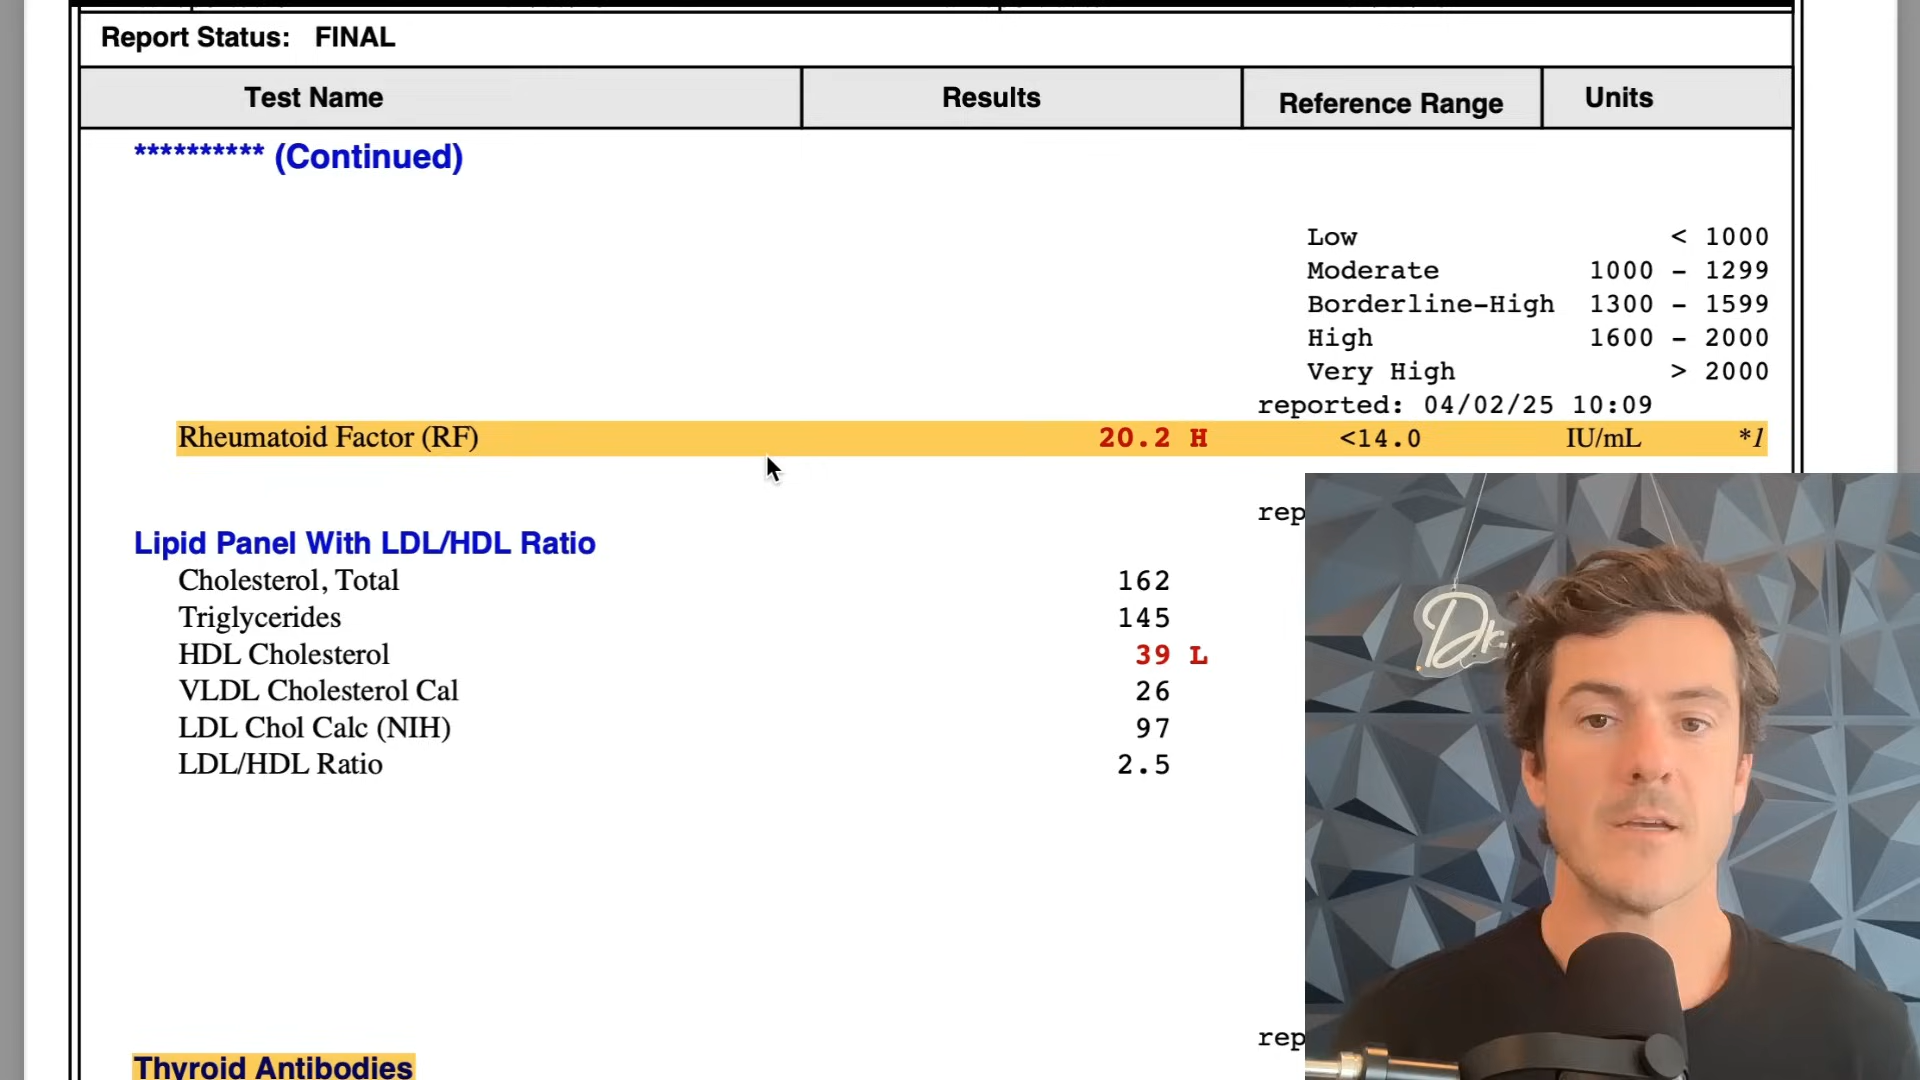 Report Status: FINAL
Test Name Results Reference Range Units
********** (Continued)
Low < 1000
Moderate 1000 - 1299
Borderline-High 1300 - 1599
High 1600 - 2000
Very High > 2000
reported: 04/02/25 10:09
Rheumatoid Factor (RF) 20.2 H <14.0 IU/mL *1
rep
Lipid Panel With LDL/HDL Ratio
Cholesterol, Total 162
Triglycerides 145
HDL Cholesterol 39 L
VLDL Cholesterol Cal 26
LDL Chol Calc (NIH) 97
LDL/HDL Ratio 2.5
Dr.
rep
Thyroid Antibodies